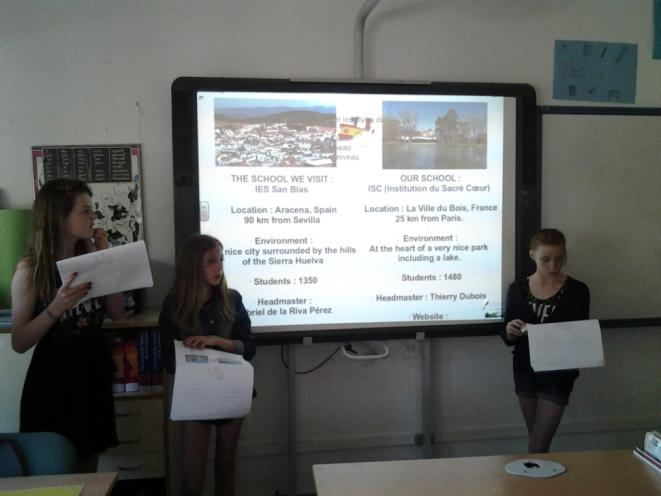 THE SCHOOL WE VISIT :
IES San Blas
Location : Aracena, Spain
90 km from Sevilla
Environment :
nice city surrounded by the hills
of the Sierra Huelva
Students : 1350
Headmaster :
briel de la Riva Pérez
OUR SCHOOL :
ISC (Institution du Sacré Cœur)
Location : La Ville du Bois, France
25 km from Paris.
Environment :
At the heart of a very nice park
including a lake.
Students : 1480
Headmaster : Thierry Dubois
Website :